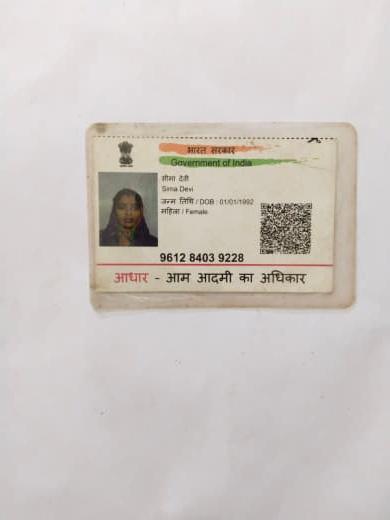 भारत सरकार
Government of India
सीमा देवी
Sima Devi
जन्म तिथि / DOB : 01/01/1992
महिला / Female
9612 8403 9228
आधार - आम आदमी का अधिकार